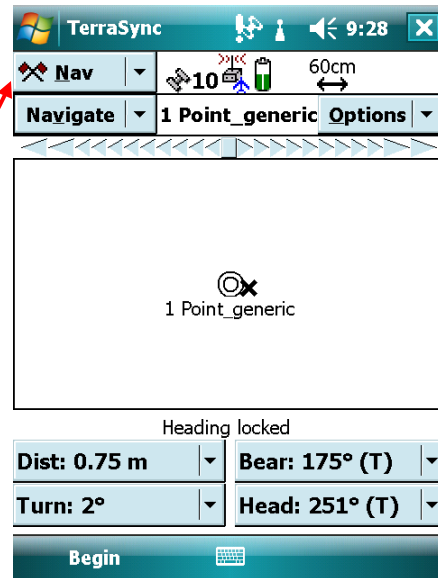 TerraSync 9:28
Nav 10 60cm
Navigate 1 Point_generic Options
1 Point_generic
Heading locked
Dist: 0.75 m Bear: 175° (T)
Turn: 2° Head: 251° (T)
Begin